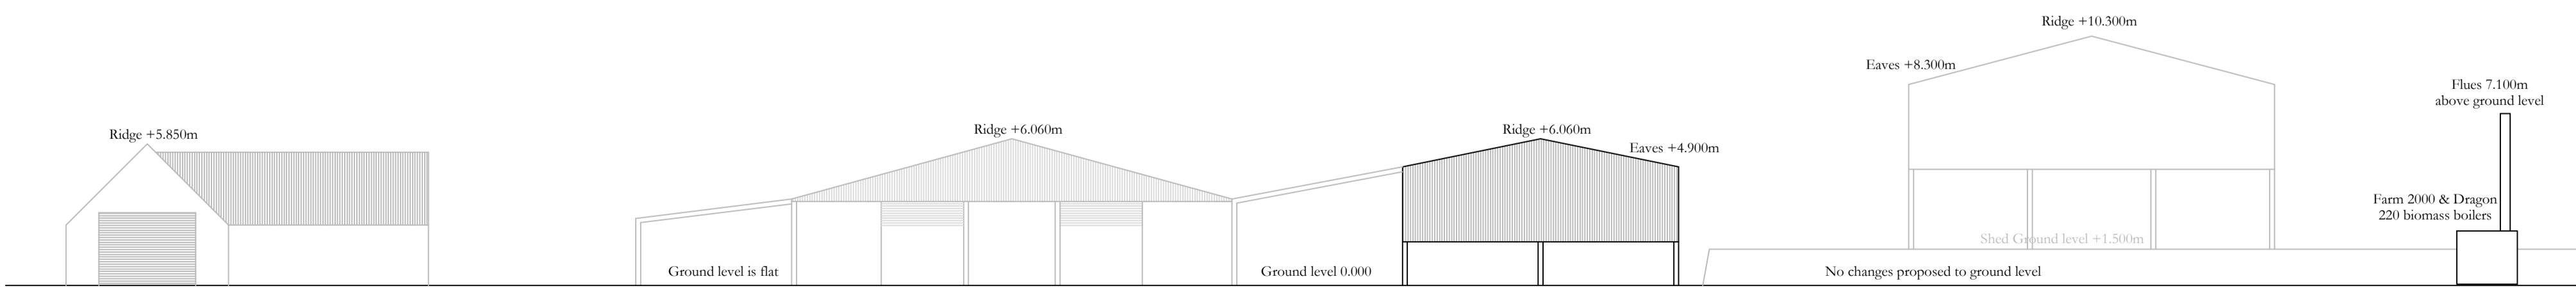 Ridge +5.850m
Ridge +6.060m
Ground level is flat
Ridge +6.060m
Eaves +4.900m
Ground level 0.000
Ridge +10.300m
Eaves +8.300m
Shed Ground level +1.500m
No changes proposed to ground level
Flues 7.100m
above ground level
Farm 2000 & Dragon
220 biomass boilers